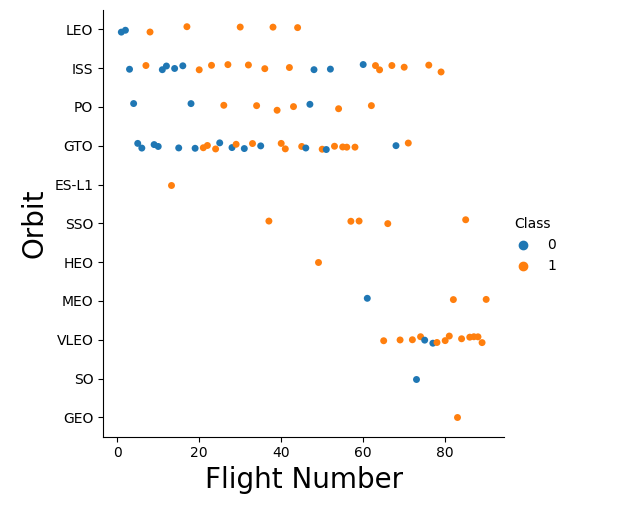 LEO
ISS
PO
GTO
ES-L1
SSO
HEO
MEO
VLEO
SO
GEO
Orbit
0 20 40 60 80
Flight Number
Class
0
1